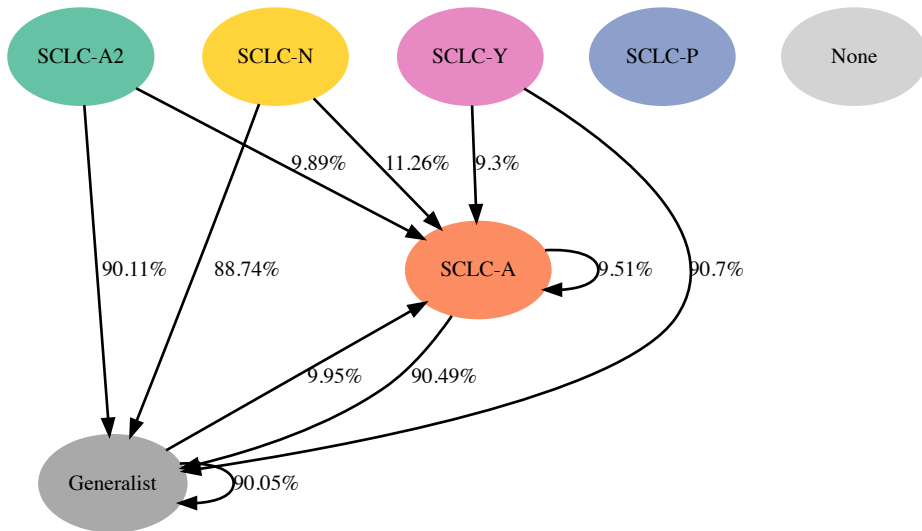 SCLC-A2
SCLC-N
SCLC-Y
SCLC-P
None
9.89%
11.26%
9.3%
90.11%
88.74%
SCLC-A
9.51%
90.7%
9.95%
90.49%
Generalist
90.05%